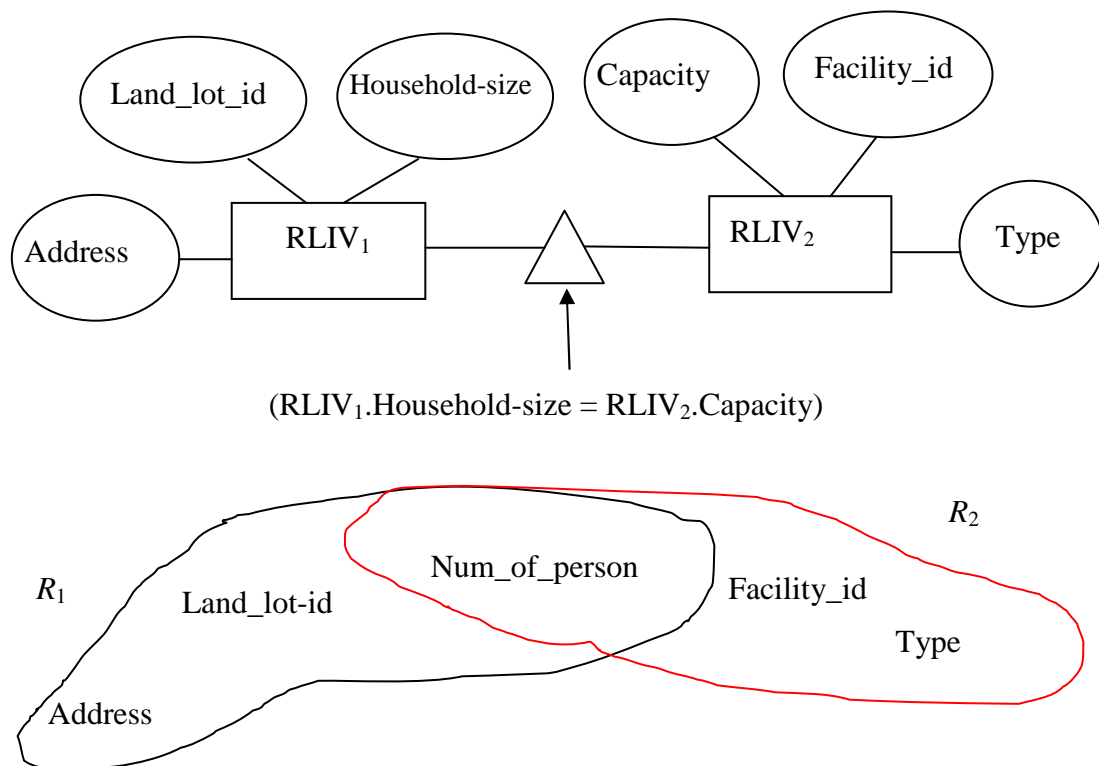 Land_lot_id
Household-size
Capacity
Facility_id
Address
RLIV₁
RLIV₂
Type
(RLIV₁.Household-size = RLIV₂.Capacity)
R₁
R₂
Num_of_person
Land_lot-id
Facility_id
Type
Address